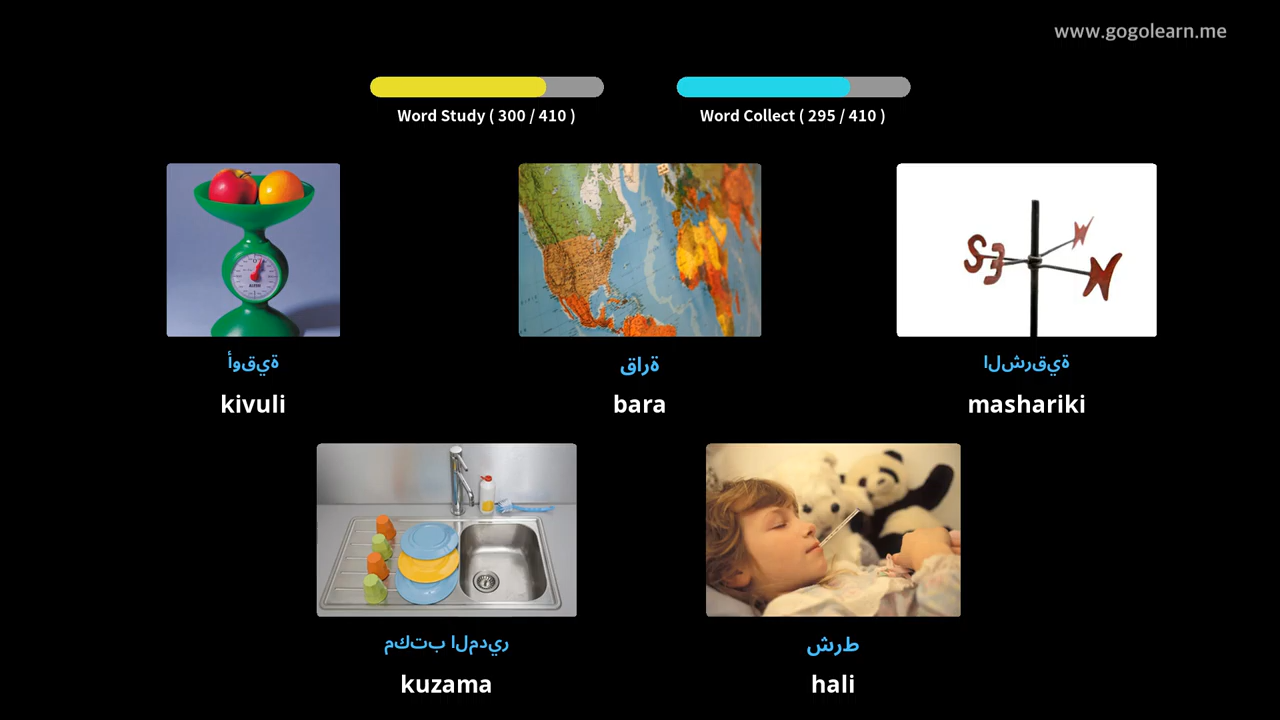 www.gogolearn.me
Word Study ( 300 / 410 )
Word Collect ( 295 / 410 )
أوقية
قارة
الشرقية
kivuli
bara
mashariki
مكتب المدير
شرط
kuzama
hali